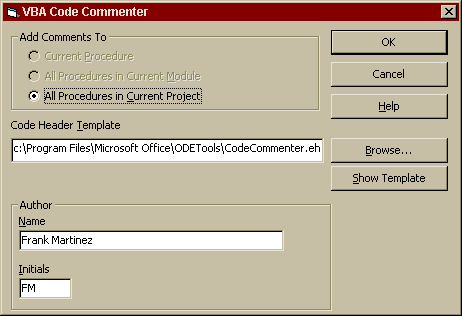 VBA Code Commenter
Add Comments To
Current Procedure
All Procedures in Current Module
All Procedures in Current Project
OK
Cancel
Help
Code Header Template
c:\Program Files\Microsoft Office\ODETools\CodeCommenter.eh
Browse...
Show Template
Author
Name
Frank Martinez
Initials
FM